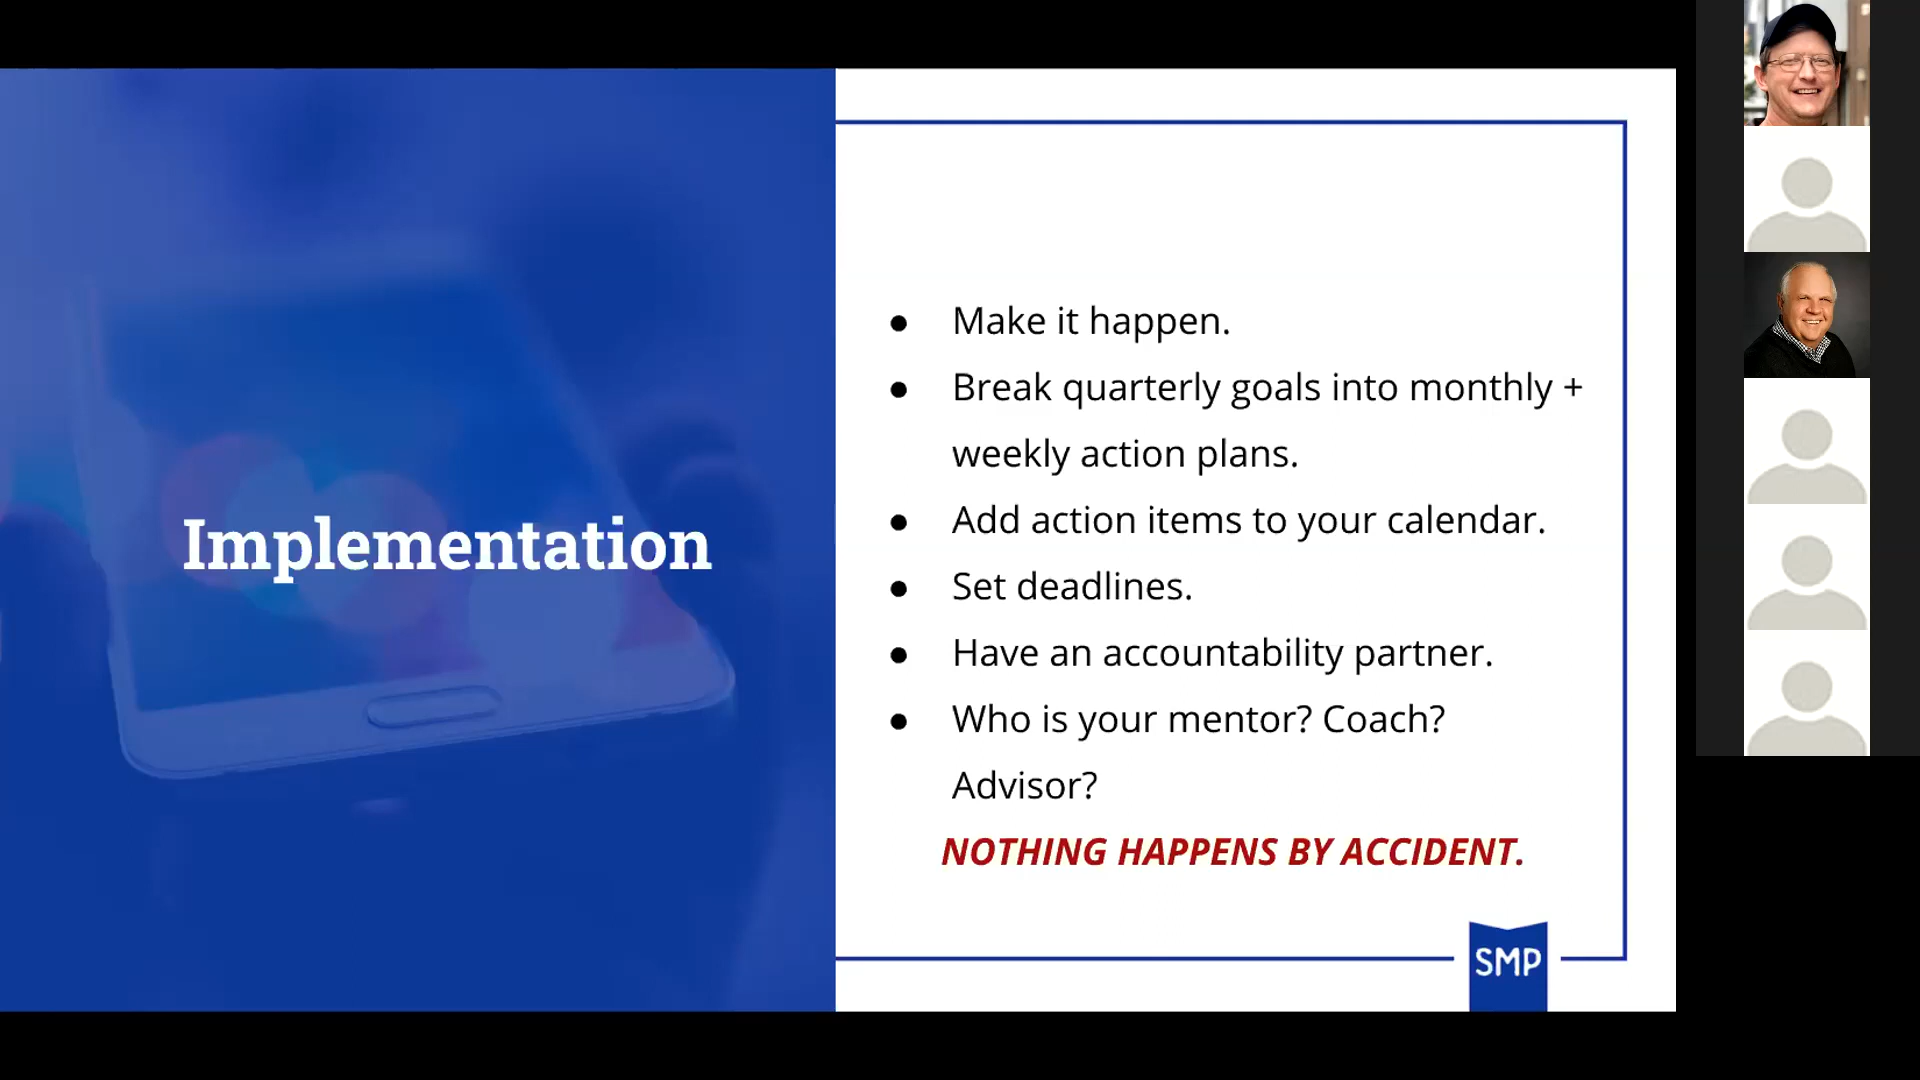 Implementation
● Make it happen.
● Break quarterly goals into monthly +
weekly action plans.
● Add action items to your calendar.
● Set deadlines.
● Have an accountability partner.
● Who is your mentor? Coach?
Advisor?
NOTHING HAPPENS BY ACCIDENT.
SMP